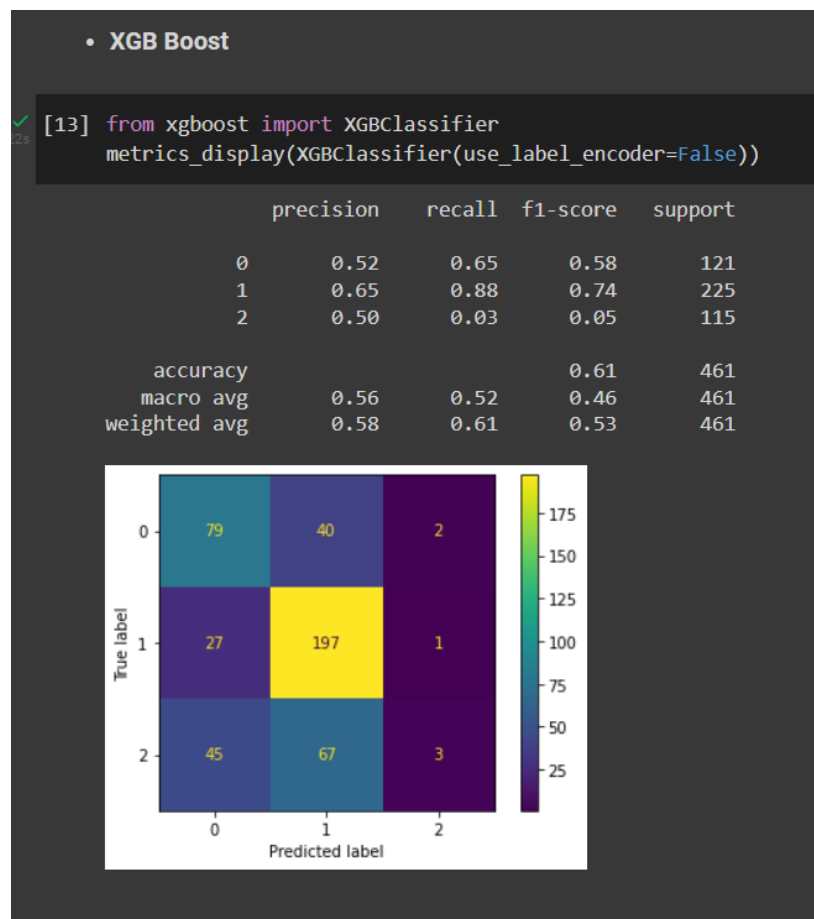 • XGB Boost
22s
[13] from xgboost import XGBClassifier
metrics_display(XGBClassifier(use_label_encoder=False))
precision recall f1-score support
0 0.52 0.65 0.58 121
1 0.65 0.88 0.74 225
2 0.50 0.03 0.05 115
accuracy 0.61 461
macro avg 0.56 0.52 0.46 461
weighted avg 0.58 0.61 0.53 461
0 79 40 2
1 27 197 1
2 45 67 3
True label
0 1 2
Predicted label
175
150
125
100
75
50
25